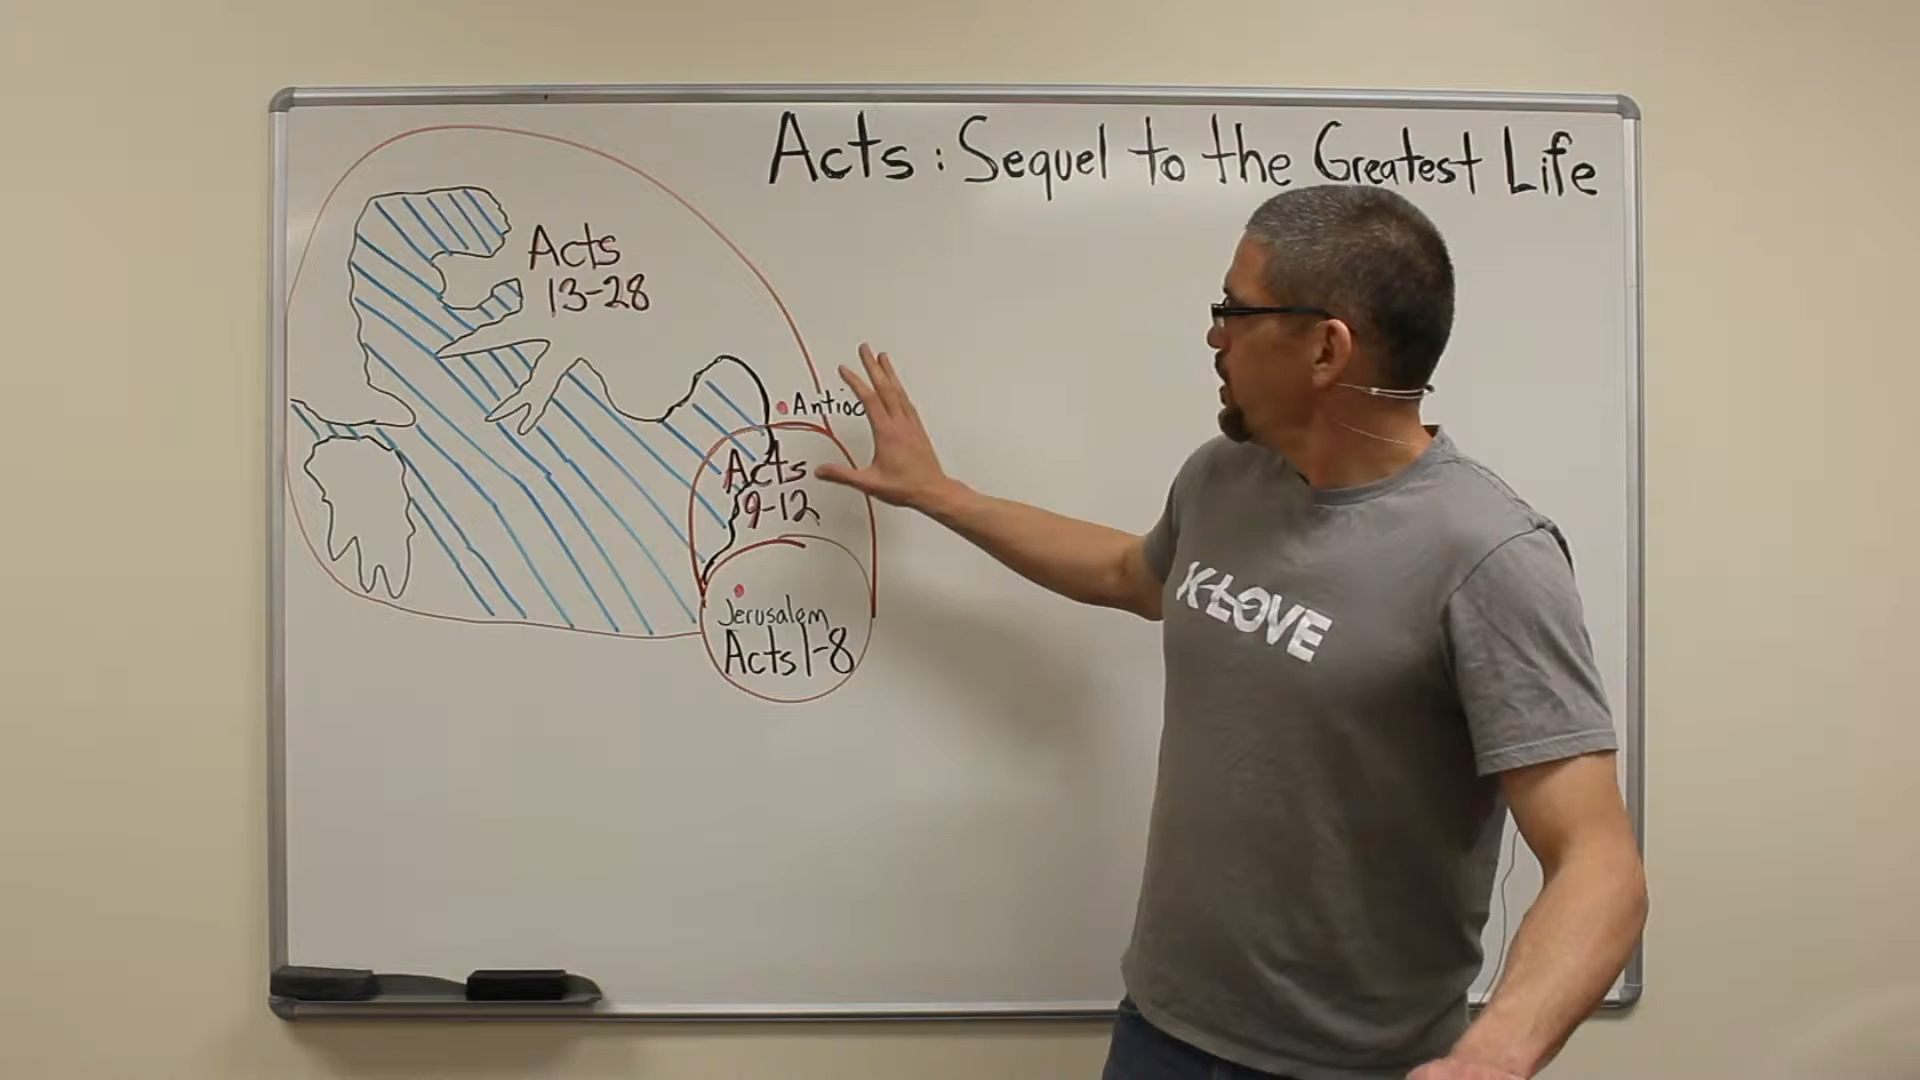 Acts: Sequel to the Greatest Life
Acts
13-28
Acts
9-12
Jerusalem
Acts 1-8
K-LOVE